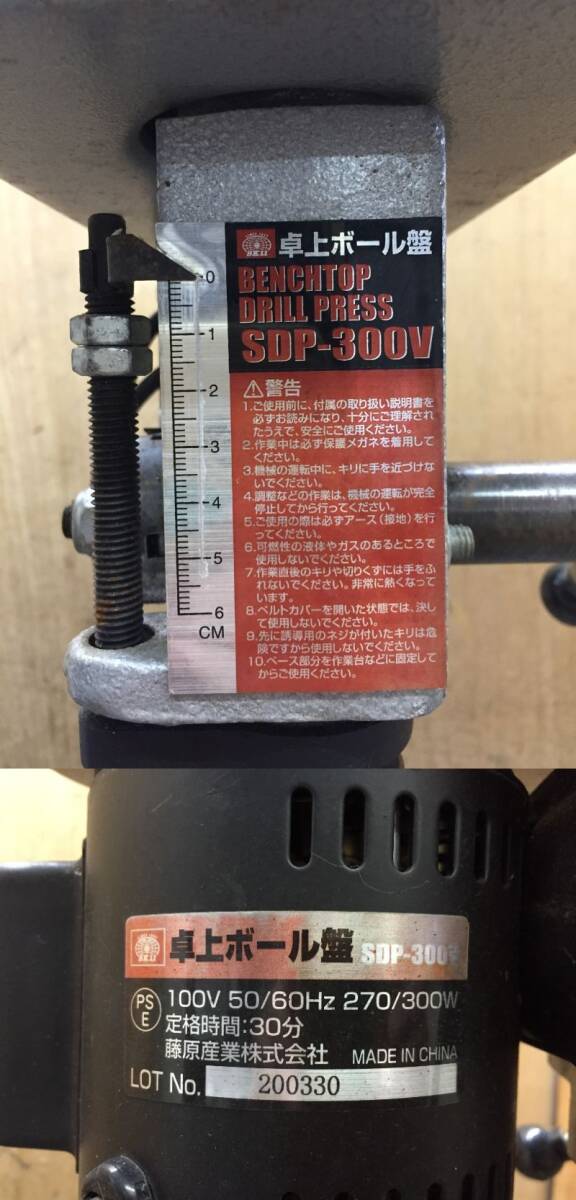 SK11
卓上ボール盤
BENCHTOP
DRILL PRESS
SDP-300V
0
1
2
3
4
5
6
CM
警告
1.ご使用前に、付属の取り扱い説明書を
必ずお読みになり、十分にご理解され
たうえで、安全にご使用ください。
2.作業中は必ず保護メガネを着用して
ください。
3.機械の運転中に、キリに手を近づけな
いでください。
4.調整などの作業は、機械の運転が完全
停止してから行ってください。
5.ご使用の際は必ずアース(接地)を行
ってください。
6.可燃性の液体やガスのあるところで
使用しないでください。
7.作業直後のキリや切りくずには手をふ
れないでください。非常に熱くなって
います。
8.ベルトカバーを開いた状態では、決し
て使用しないでください。
9.先に誘導用のネジが付いたキリは危
険ですから使用しないでください。
10.ベース部分を作業台などに固定して
からご使用ください。
SK11
卓上ボール盤 SDP-300V
PS
E
100V 50/60Hz 270/300W
定格時間:30分
藤原産業株式会社 MADE IN CHINA
LOT No. 200330